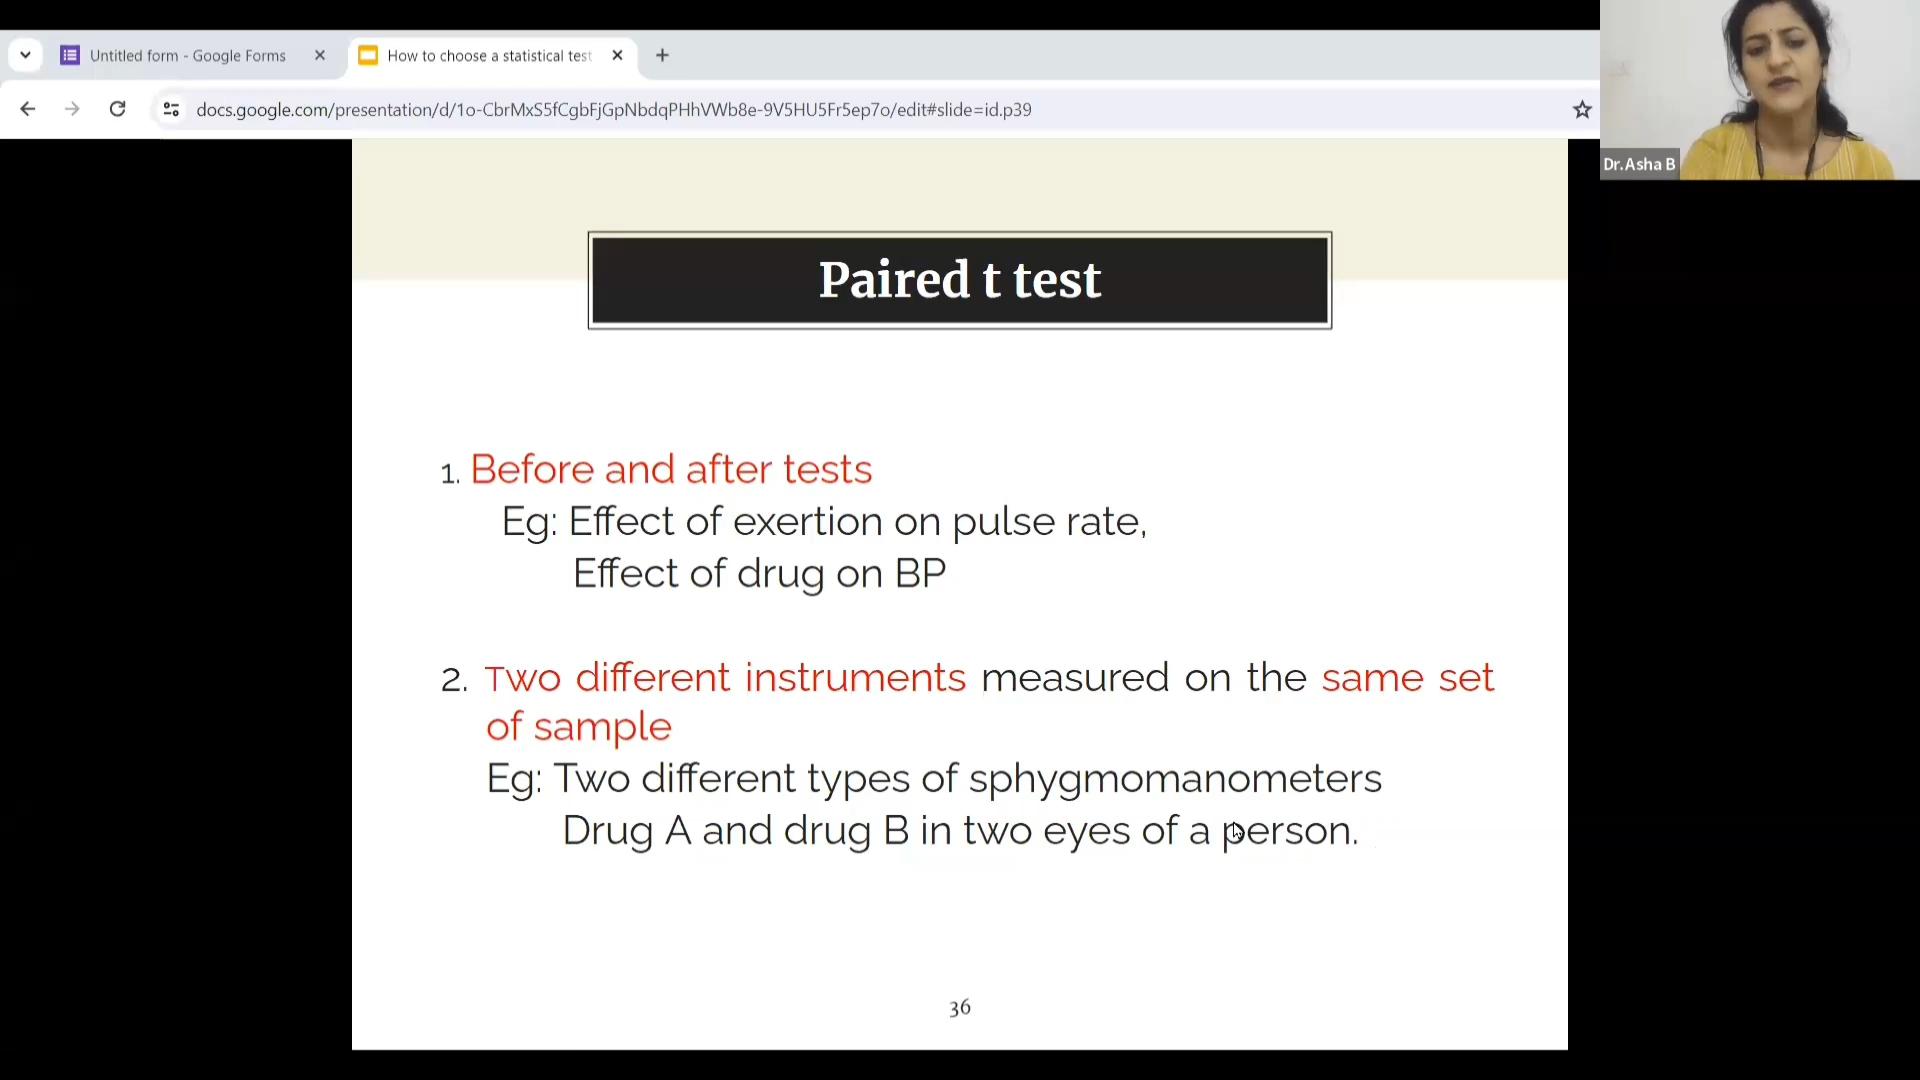 Untitled form - Google Forms
How to choose a statistical test
docs.google.com/presentation/d/1o-CbrMxS5fCgbFjGpNbdqPHhVWb8e-9V5HU5Fr5ep7o/edit#slide=id.p39
Dr.Asha B
Paired t test
1. Before and after tests
Eg: Effect of exertion on pulse rate,
Effect of drug on BP
2. Two different instruments measured on the same set
of sample
Eg: Two different types of sphygmomanometers
Drug A and drug B in two eyes of a person.
36